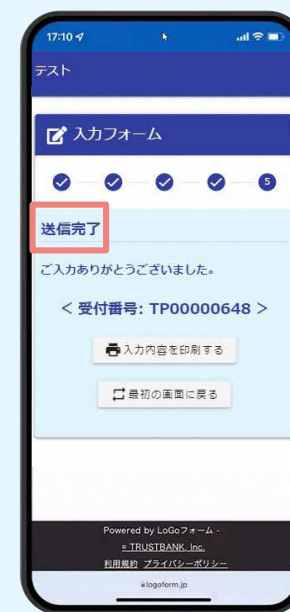 17:10
テスト
入力フォーム
5
送信完了
ご入力ありがとうございました。
< 受付番号: TP00000648 >
入力内容を印刷する
最初の画面に戻る
Powered by LoGoフォーム -
© TRUSTBANK, Inc.
利用規約 プライバシーポリシー
logoform.jp